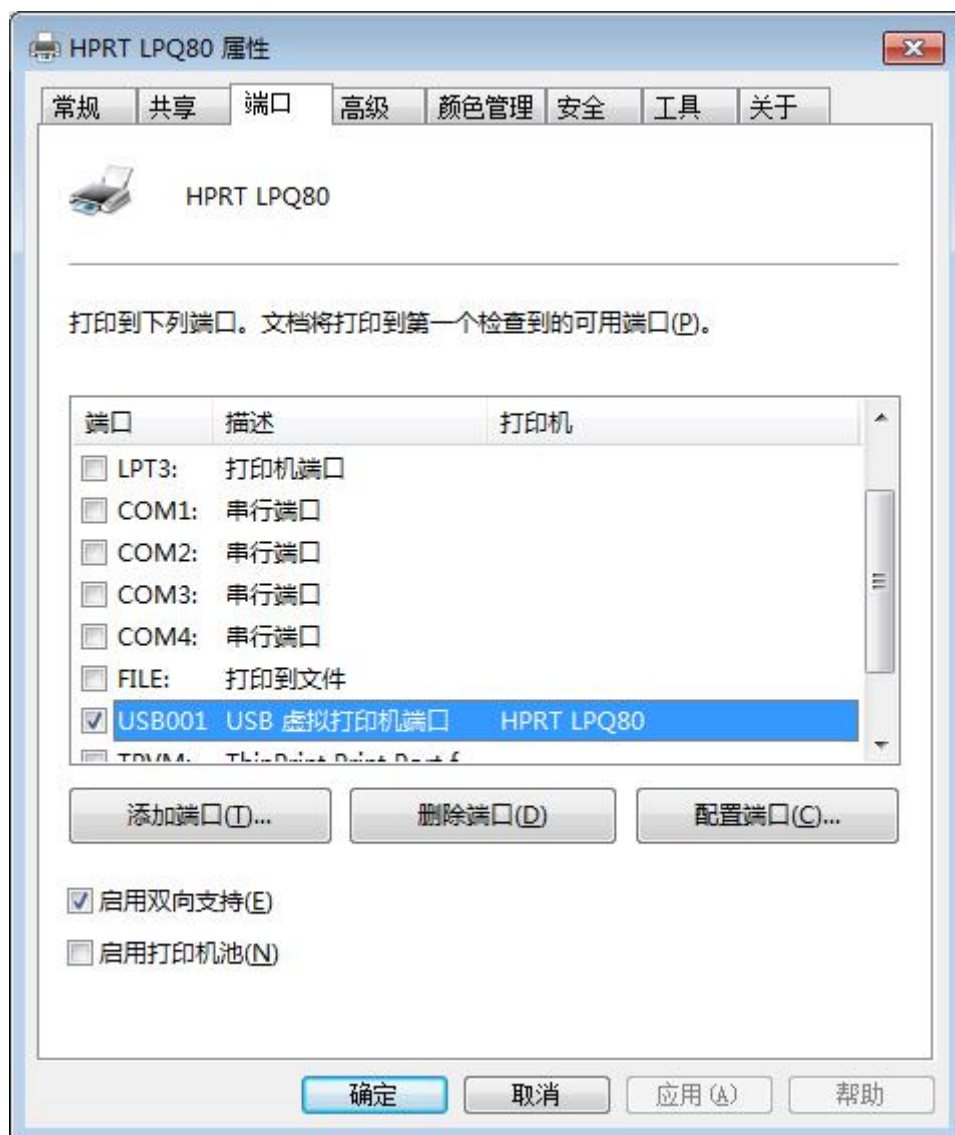 HPRT LPQ80 属性
常规 共享 端口 高级 颜色管理 安全 工具 关于
HPRT LPQ80
打印到下列端口。文档将打印到第一个检查到的可用端口(P)。
端口 描述 打印机
LPT3: 打印机端口
COM1: 串行端口
COM2: 串行端口
COM3: 串行端口
COM4: 串行端口
FILE: 打印到文件
USB001 USB 虚拟打印机端口 HPRT LPQ80
TPVM: ThinPrint Print Port f
添加端口(T)... 删除端口(D) 配置端口(C)...
启用双向支持(E)
启用打印机池(N)
确定 取消 应用(A) 帮助